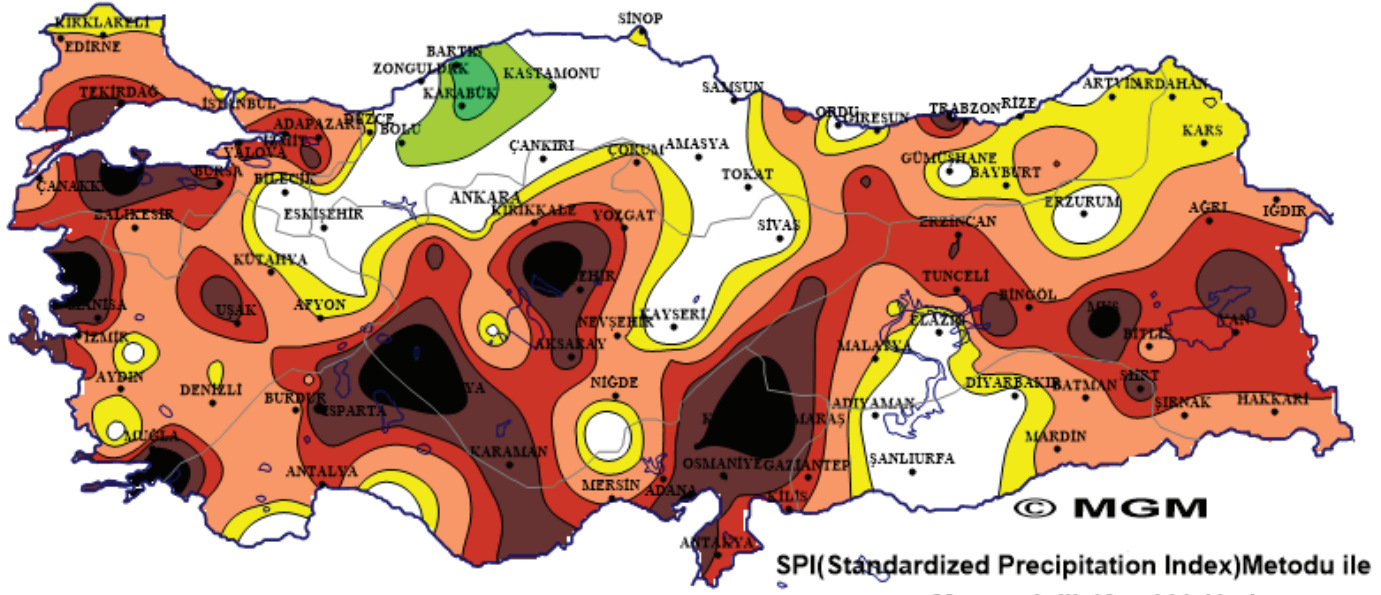 SİNOP
KIRKLARELİ
EDİRNE
BARTIN
ZONGULDAK
KASTAMONU
TEKİRDAĞ
KARABÜK
SAMSUN
ARTVİN
ARDAHAN
İSTANBUL
ORDU
GİRESUN
TRABZON
RİZE
ADAPAZARI
DÜZCE
BOLU
KARS
İZMİT
YALOVA
ÇANKIRI
ÇORUM
AMASYA
GÜMÜŞHANE
BAYBURT
BURSA
BİLECİK
TOKAT
ANKARA
ERZURUM
BALIKESİR
ESKİŞEHİR
KIRIKKALE
YOZGAT
SİVAS
ERZİNCAN
AĞRI
IĞDIR
KÜTAHYA
TUNCELİ
MANİSA
UŞAK
AFYON
KAYSERİ
BİNGÖL
MUŞ
NEVŞEHİR
ELAZIĞ
BİTLİS
VAN
İZMİR
AKSARAY
MALATYA
AYDIN
DENİZLİ
NİĞDE
DİYARBAKIR
BATMAN
SİİRT
BURDUR
ISPARTA
MARAŞ
ADIYAMAN
ŞIRNAK
HAKKARİ
MUĞLA
MARDİN
KARAMAN
OSMANİYE
GAZİANTEP
ŞANLIURFA
ANTALYA
MERSİN
ADANA
KİLİS
© MGM
ANTAKYA
SPI(Standardized Precipitation Index)Metodu ile